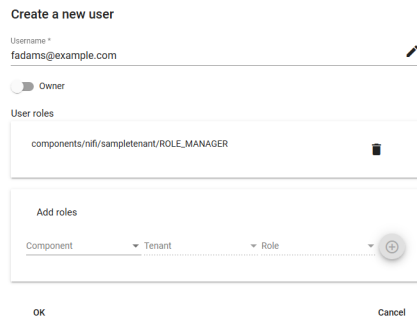 Create a new user
Username *
fadams@example.com
Owner
User roles
components/nifi/sampletenant/ROLE_MANAGER
Add roles
Component Tenant Role
OK Cancel